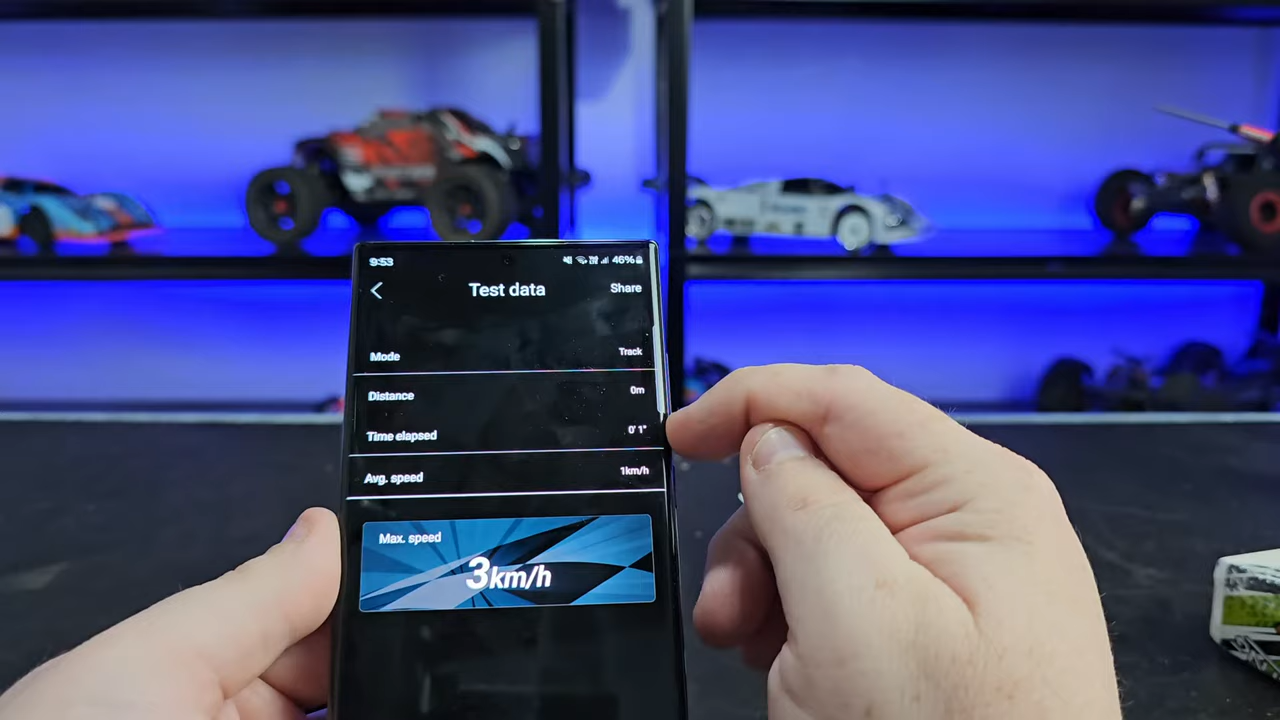 9:53 46%
Test data Share
Mode Track
Distance 0m
Time elapsed 0' 1"
Avg. speed 1km/h
Max. speed
3km/h